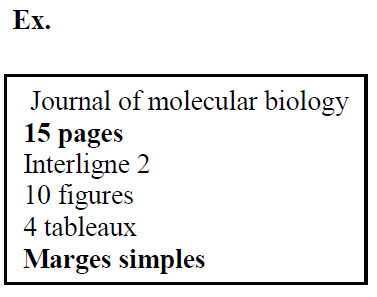 Ex.
Journal of molecular biology
15 pages
Interligne 2
10 figures
4 tableaux
Marges simples